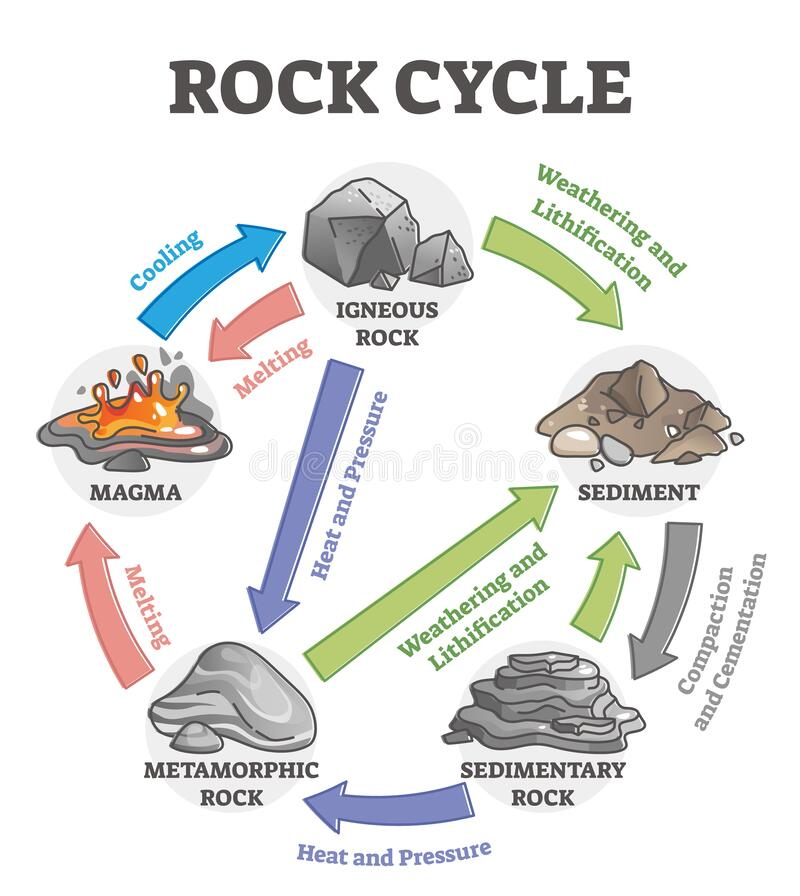 ROCK CYCLE
Cooling
IGNEOUS
ROCK
Weathering and
Lithification
Melting
MAGMA
Heat and Pressure
SEDIMENT
dreamstime
Melting
Weathering and
Lithification
Compaction
and Cementation
METAMORPHIC
ROCK
SEDIMENTARY
ROCK
Heat and Pressure